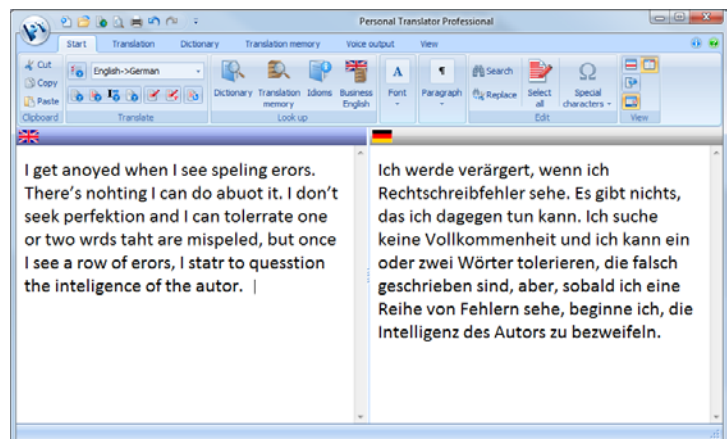 Personal Translator Professional
Start Translation Dictionary Translation memory Voice output View
Cut
Copy
Paste
Clipboard
English->German
Translate
Dictionary Translation memory Idioms Business English
Look up
Font
Paragraph
Search
Replace
Select all
Special characters
Edit
View
I get anoyed when I see speling erors.
There's nohting I can do abuot it. I don't
seek perfektion and I can tolerrate one
or two wrds taht are mispeled, but once
I see a row of erors, I statr to quesstion
the inteligence of the autor.
Ich werde verärgert, wenn ich
Rechtschreibfehler sehe. Es gibt nichts,
das ich dagegen tun kann. Ich suche
keine Vollkommenheit und ich kann ein
oder zwei Wörter tolerieren, die falsch
geschrieben sind, aber, sobald ich eine
Reihe von Fehlern sehe, beginne ich, die
Intelligenz des Autors zu bezweifeln.